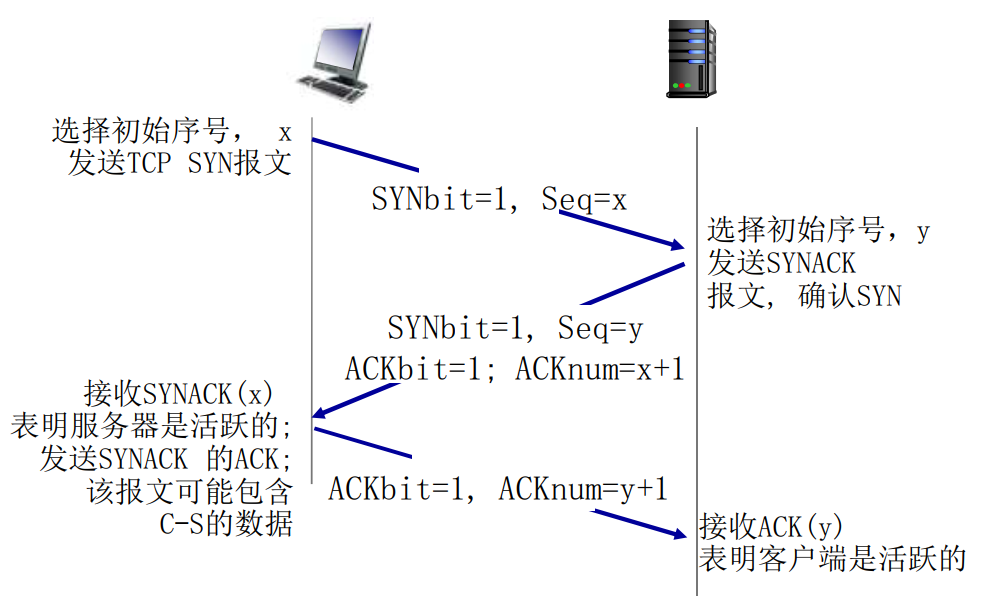 选择初始序号， x
发送TCP SYN报文
SYNbit=1, Seq=x
选择初始序号，y
发送SYNACK
报文, 确认SYN
SYNbit=1, Seq=y
ACKbit=1; ACKnum=x+1
接收SYNACK(x)
表明服务器是活跃的;
发送SYNACK 的ACK;
该报文可能包含
C-S的数据
ACKbit=1, ACKnum=y+1
接收ACK(y)
表明客户端是活跃的